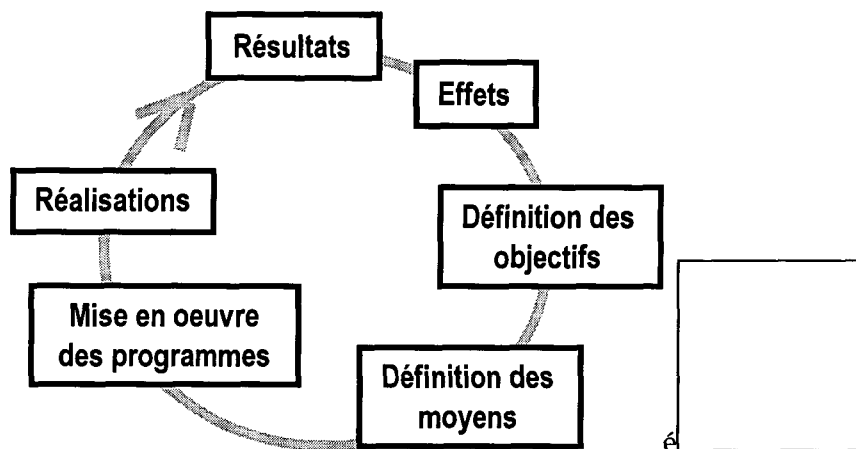 Résultats
Effets
Définition des
objectifs
Définition des
moyens
Mise en oeuvre
des programmes
Réalisations
é